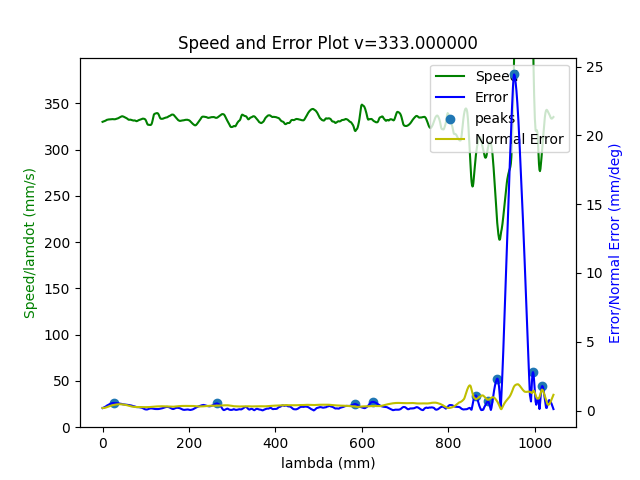 Speed and Error Plot v=333.000000
Speed
Error
peaks
Normal Error
350
300
250
200
150
100
50
0
25
20
15
10
5
0
Speed/lamdot (mm/s)
Error/Normal Error (mm/deg)
0 200 400 600 800 1000
lambda (mm)